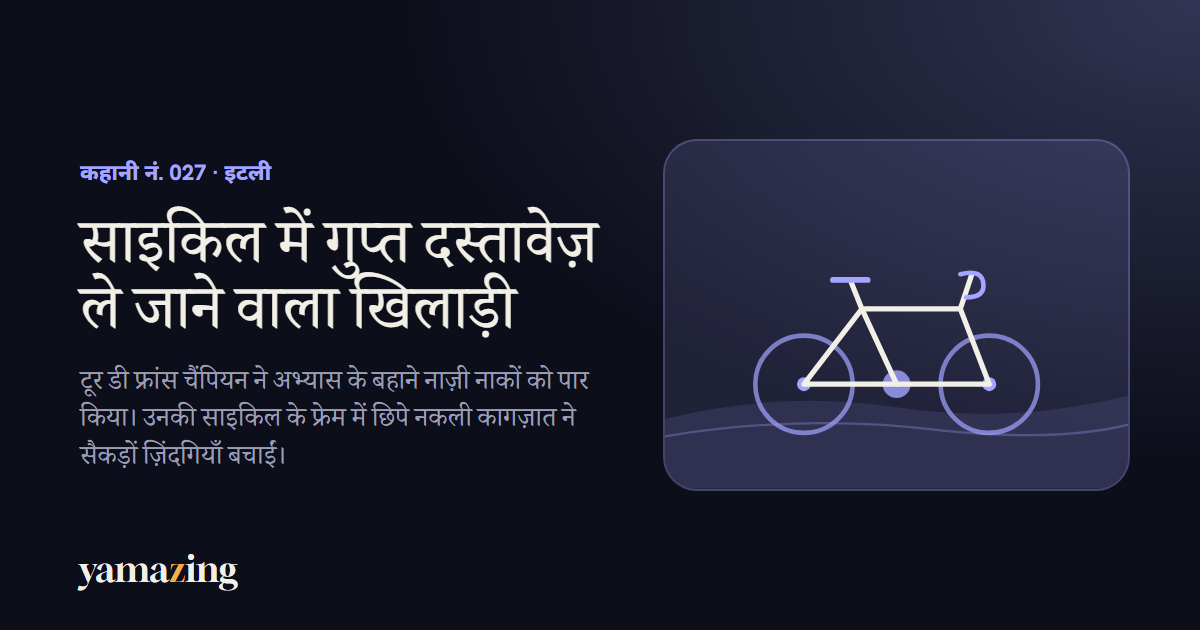 कहानी नं. 027 · इटली
साइकिल में गुप्त दस्तावेज़
ले जाने वाला खिलाड़ी
टूर डी फ्रांस चैंपियन ने अभ्यास के बहाने नाज़ी नाकों को पार
किया। उनकी साइकिल के फ्रेम में छिपे नकली कागज़ात ने
सैकड़ों ज़िंदगियाँ बचाईं।
yamazing